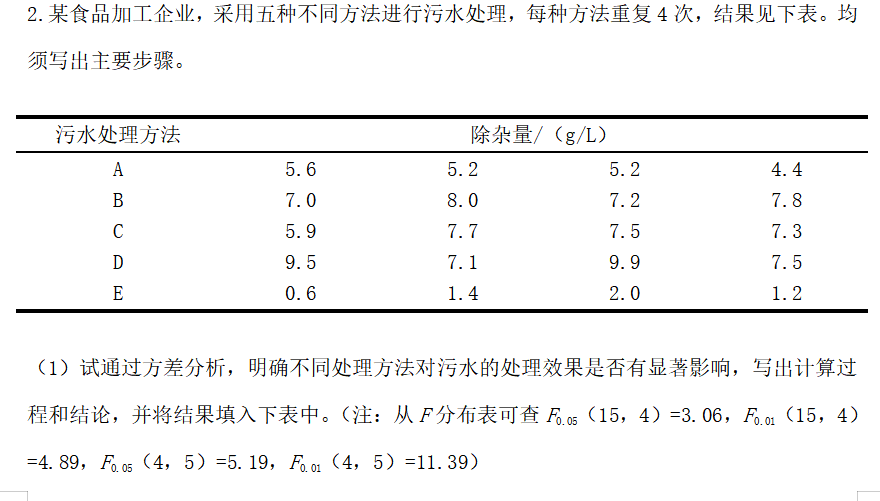 2.某食品加工企业，采用五种不同方法进行污水处理，每种方法重复4次，结果见下表。均
须写出主要步骤。
污水处理方法 除杂量/（g/L）
A 5.6 5.2 5.2 4.4
B 7.0 8.0 7.2 7.8
C 5.9 7.7 7.5 7.3
D 9.5 7.1 9.9 7.5
E 0.6 1.4 2.0 1.2
（1）试通过方差分析，明确不同处理方法对污水的处理效果是否有显著影响，写出计算过
程和结论，并将结果填入下表中。（注：从F分布表可查F0.05（15，4）=3.06，F0.01（15，4）
=4.89，F0.05（4，5）=5.19，F0.01（4，5）=11.39）